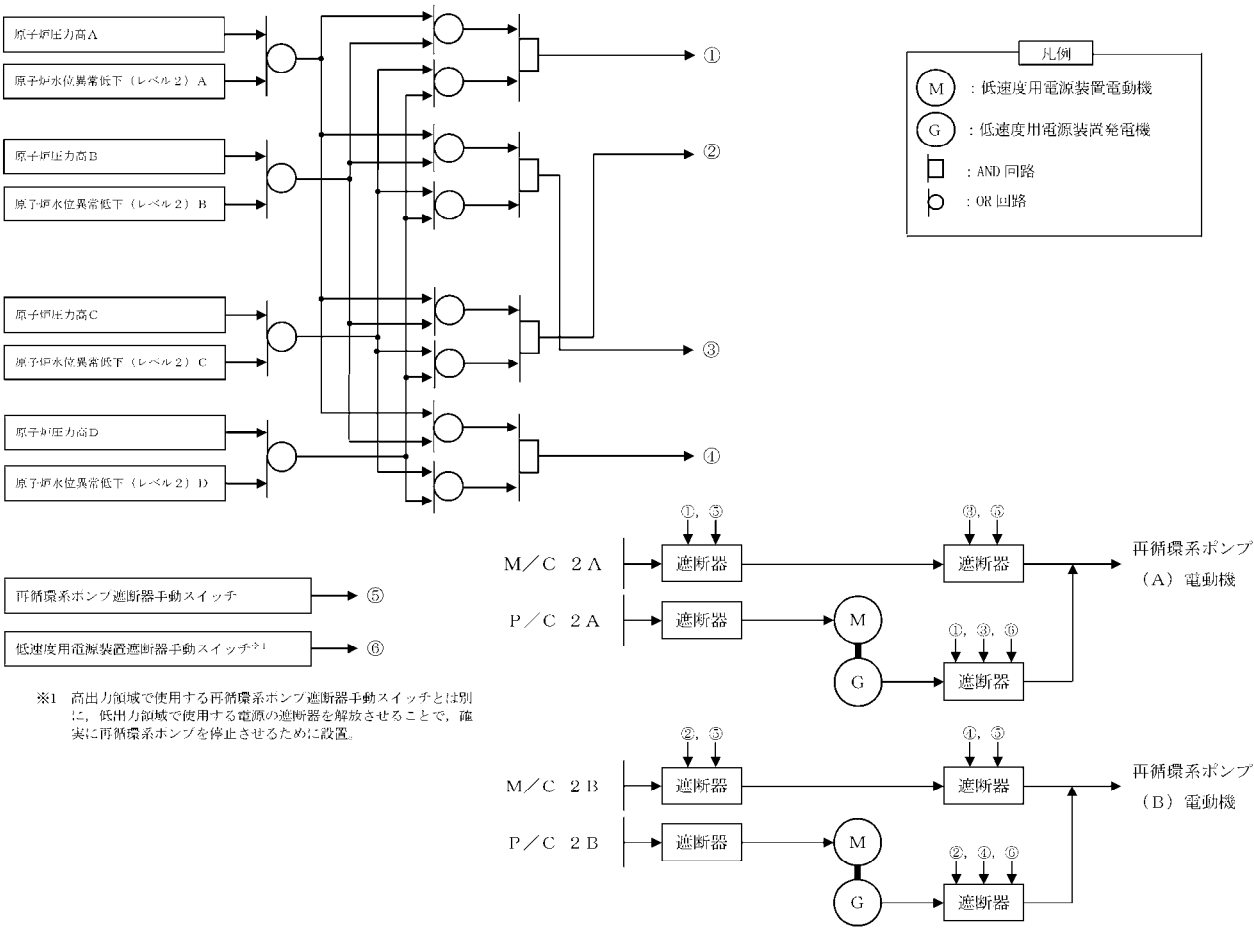 原子炉圧力高A
原子炉水位異常低下（レベル２）A
原子炉圧力高B
原子炉水位異常低下（レベル２）B
原子炉圧力高C
原子炉水位異常低下（レベル２）C
原子炉圧力高D
原子炉水位異常低下（レベル２）D
①
②
③
④
凡例
M ：低速度用電源装置電動機
G ：低速度用電源装置発電機
：AND 回路
：OR 回路
再循環系ポンプ遮断器手動スイッチ ⑤
低速度用電源装置遮断器手動スイッチ※1 ⑥
※1 高出力領域で使用する再循環系ポンプ遮断器手動スイッチとは別
に，低出力領域で使用する電源の遮断器を解放させることで，確
実に再循環系ポンプを停止させるために設置。
①，⑤
③，⑤
M／C 2A 遮断器 遮断器
再循環系ポンプ
（A）電動機
P／C 2A 遮断器 M
①，③，⑥
G 遮断器
②，⑤
④，⑤
M／C 2B 遮断器 遮断器
再循環系ポンプ
（B）電動機
P／C 2B 遮断器 M
②，④，⑥
G 遮断器